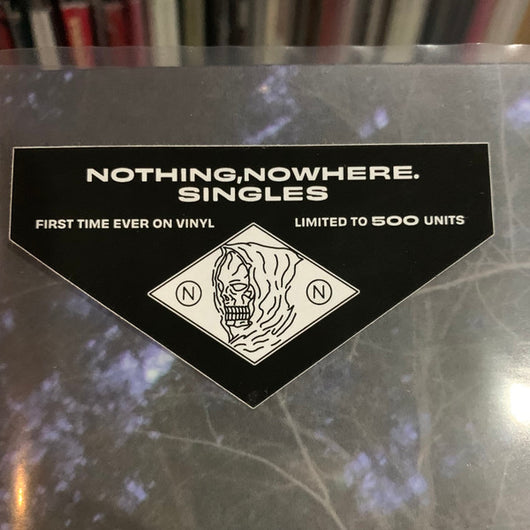 NOTHING,NOWHERE.
SINGLES
FIRST TIME EVER ON VINYL
LIMITED TO 500 UNITS
N
N